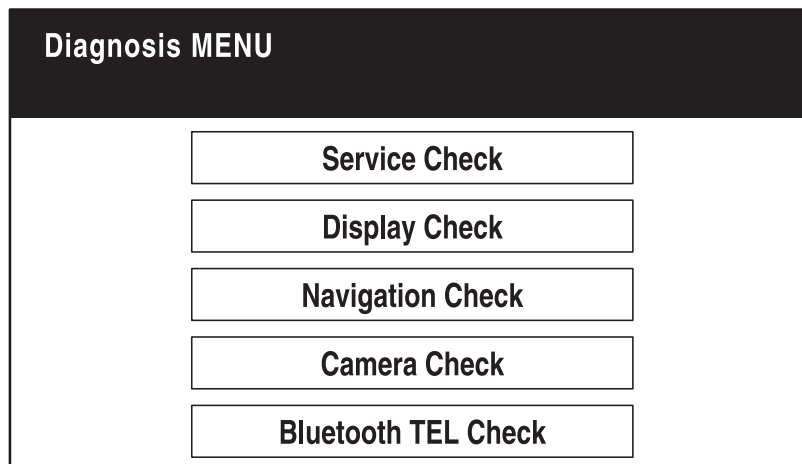 Diagnosis MENU
Service Check
Display Check
Navigation Check
Camera Check
Bluetooth TEL Check